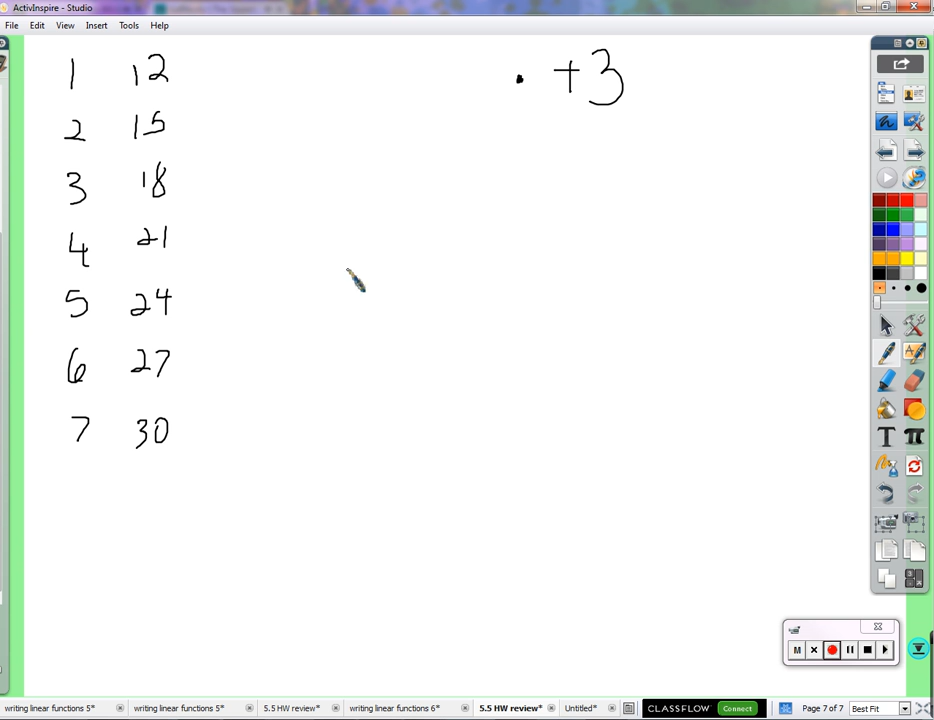 ActivInspire - Studio
File Edit View Insert Tools Help
1 12
2 15
3 18
4 21
5 24
6 27
7 30
• +3
T π
M
writing linear functions 5* writing linear functions 5* 5.5 HW review* writing linear functions 6* 5.5 HW review* Untitled* CLASSFLOW Connect Page 7 of 7 Best Fit